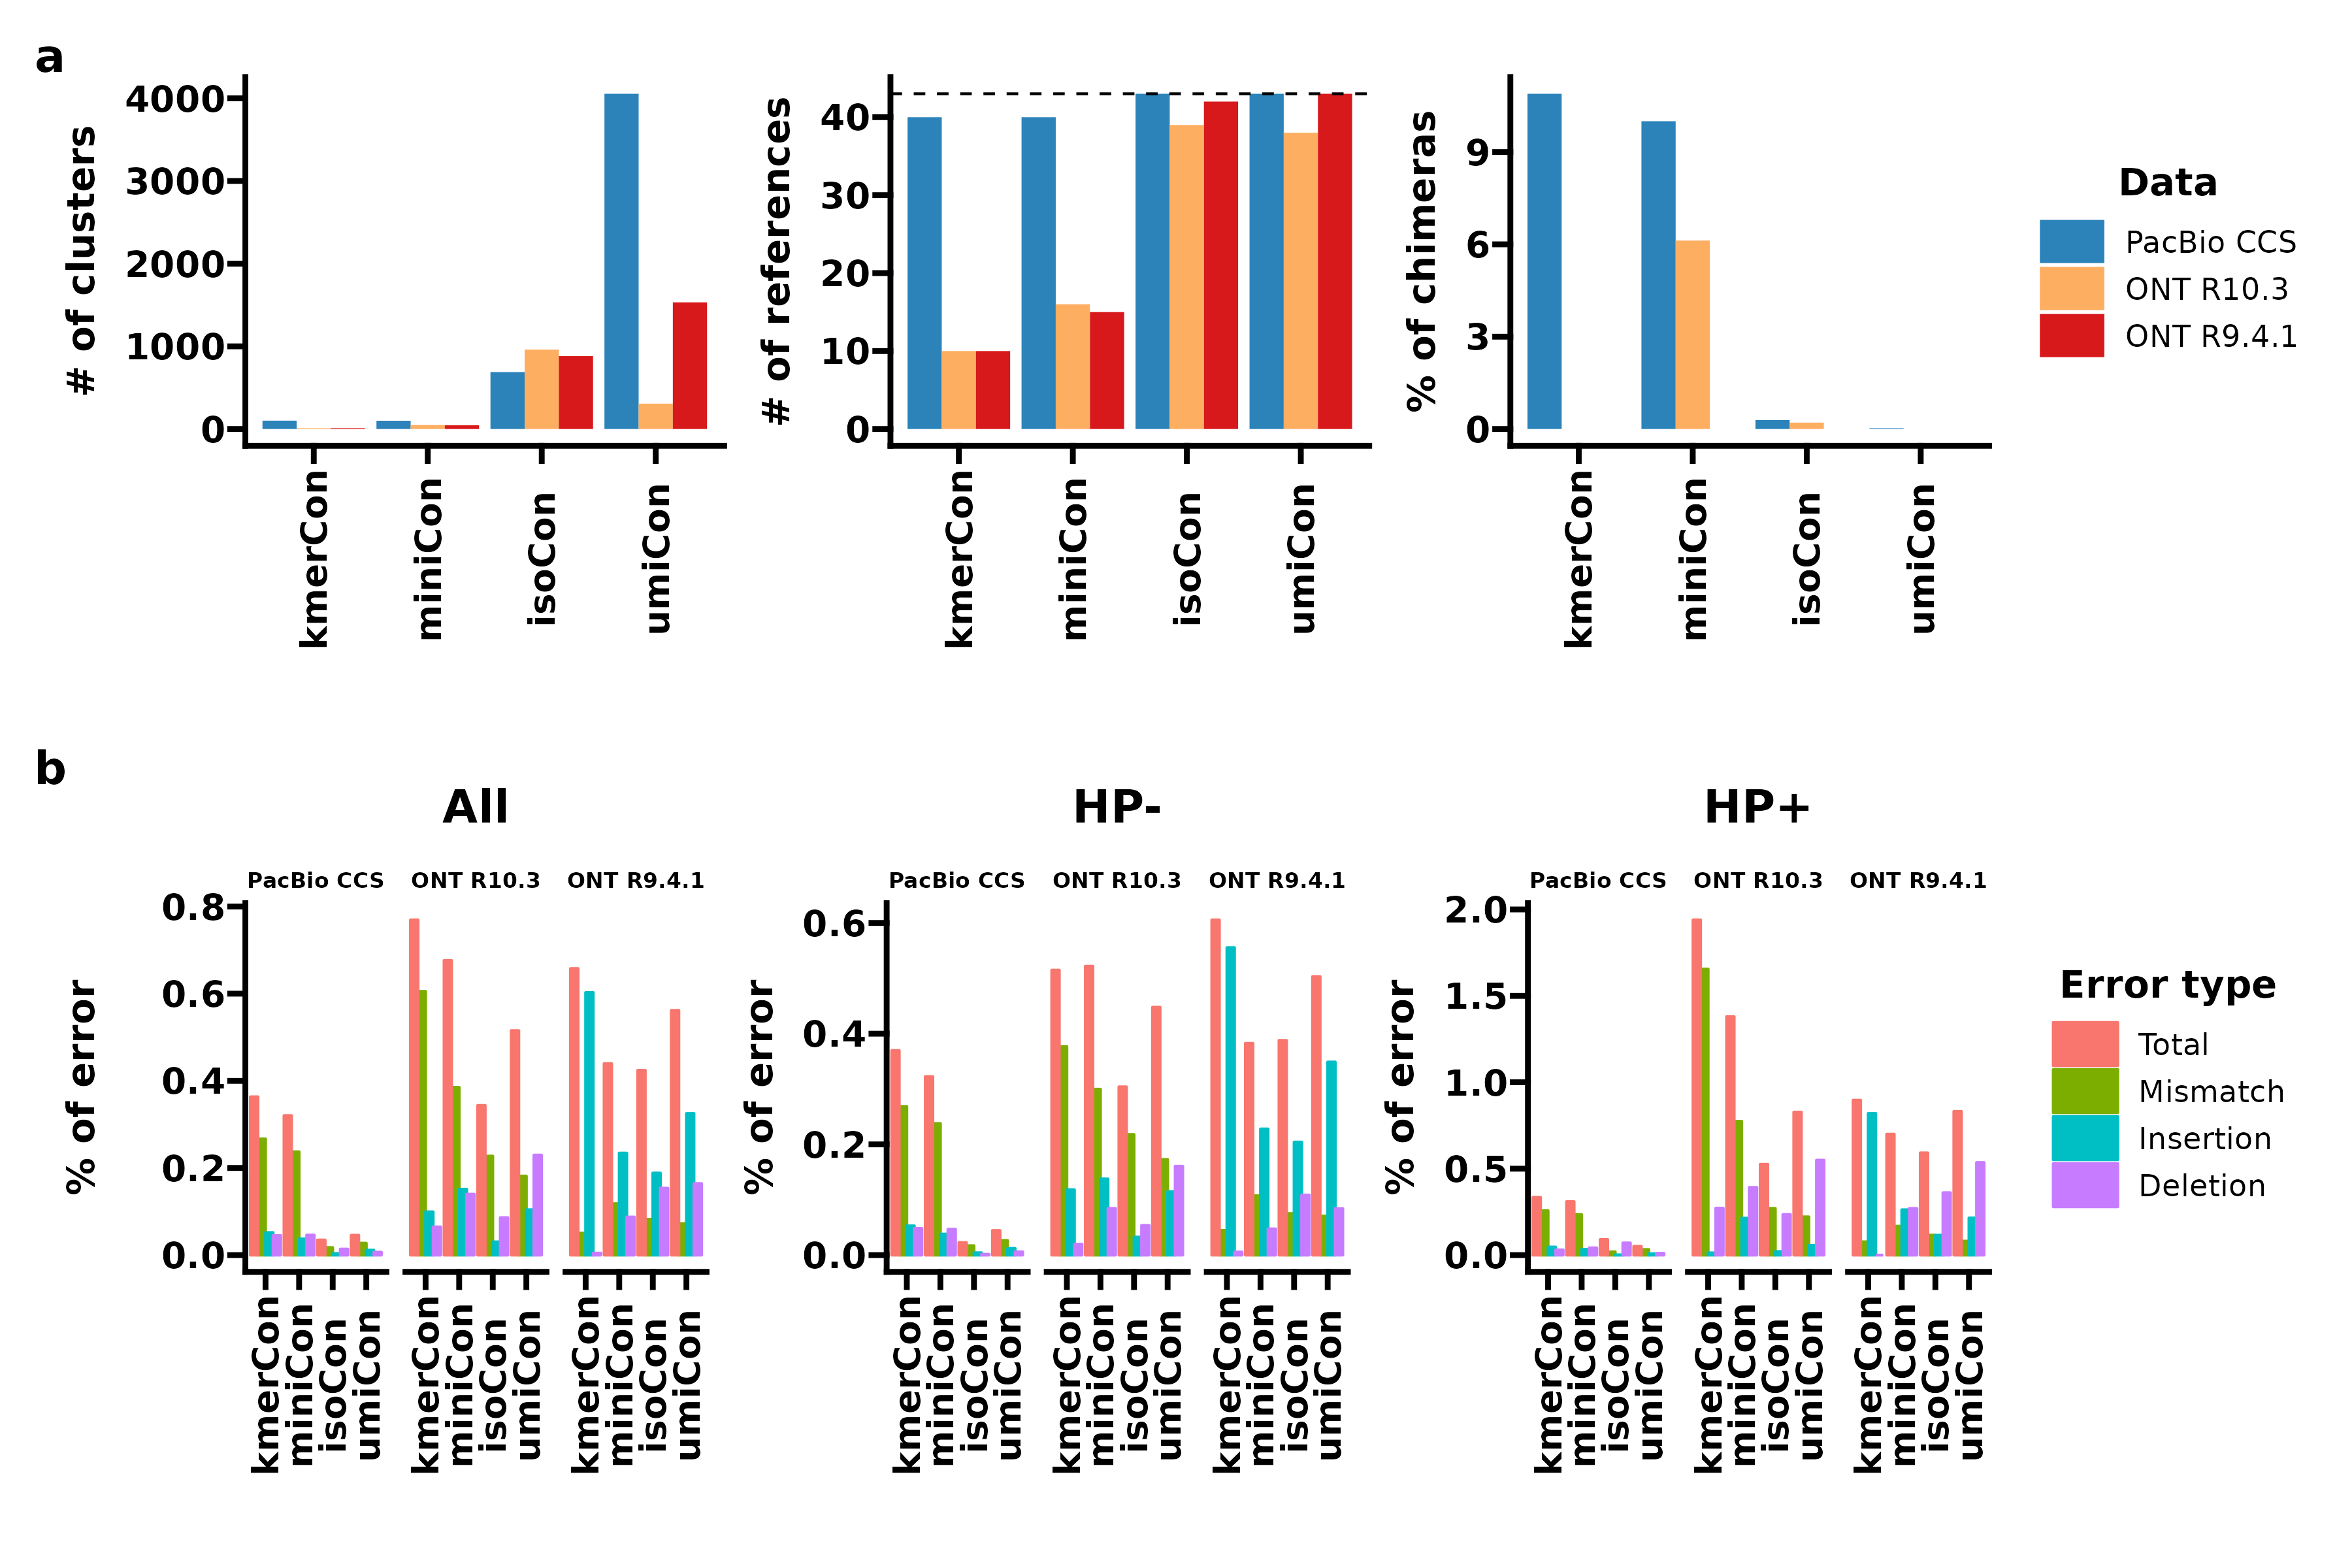 a
# of clusters
4000
3000
2000
1000
0
kmerCon
miniCon
isoCon
umiCon
# of references
40
30
20
10
0
kmerCon
miniCon
isoCon
umiCon
% of chimeras
9
6
3
0
kmerCon
miniCon
isoCon
umiCon
Data
PacBio CCS
ONT R10.3
ONT R9.4.1
b
All
PacBio CCS
ONT R10.3
ONT R9.4.1
% of error
0.8
0.6
0.4
0.2
0.0
kmerCon
miniCon
isoCon
umiCon
kmerCon
miniCon
isoCon
umiCon
kmerCon
miniCon
isoCon
umiCon
HP-
PacBio CCS
ONT R10.3
ONT R9.4.1
% of error
0.6
0.4
0.2
0.0
kmerCon
miniCon
isoCon
umiCon
kmerCon
miniCon
isoCon
umiCon
kmerCon
miniCon
isoCon
umiCon
HP+
PacBio CCS
ONT R10.3
ONT R9.4.1
% of error
2.0
1.5
1.0
0.5
0.0
kmerCon
miniCon
isoCon
umiCon
kmerCon
miniCon
isoCon
umiCon
kmerCon
miniCon
isoCon
umiCon
Error type
Total
Mismatch
Insertion
Deletion